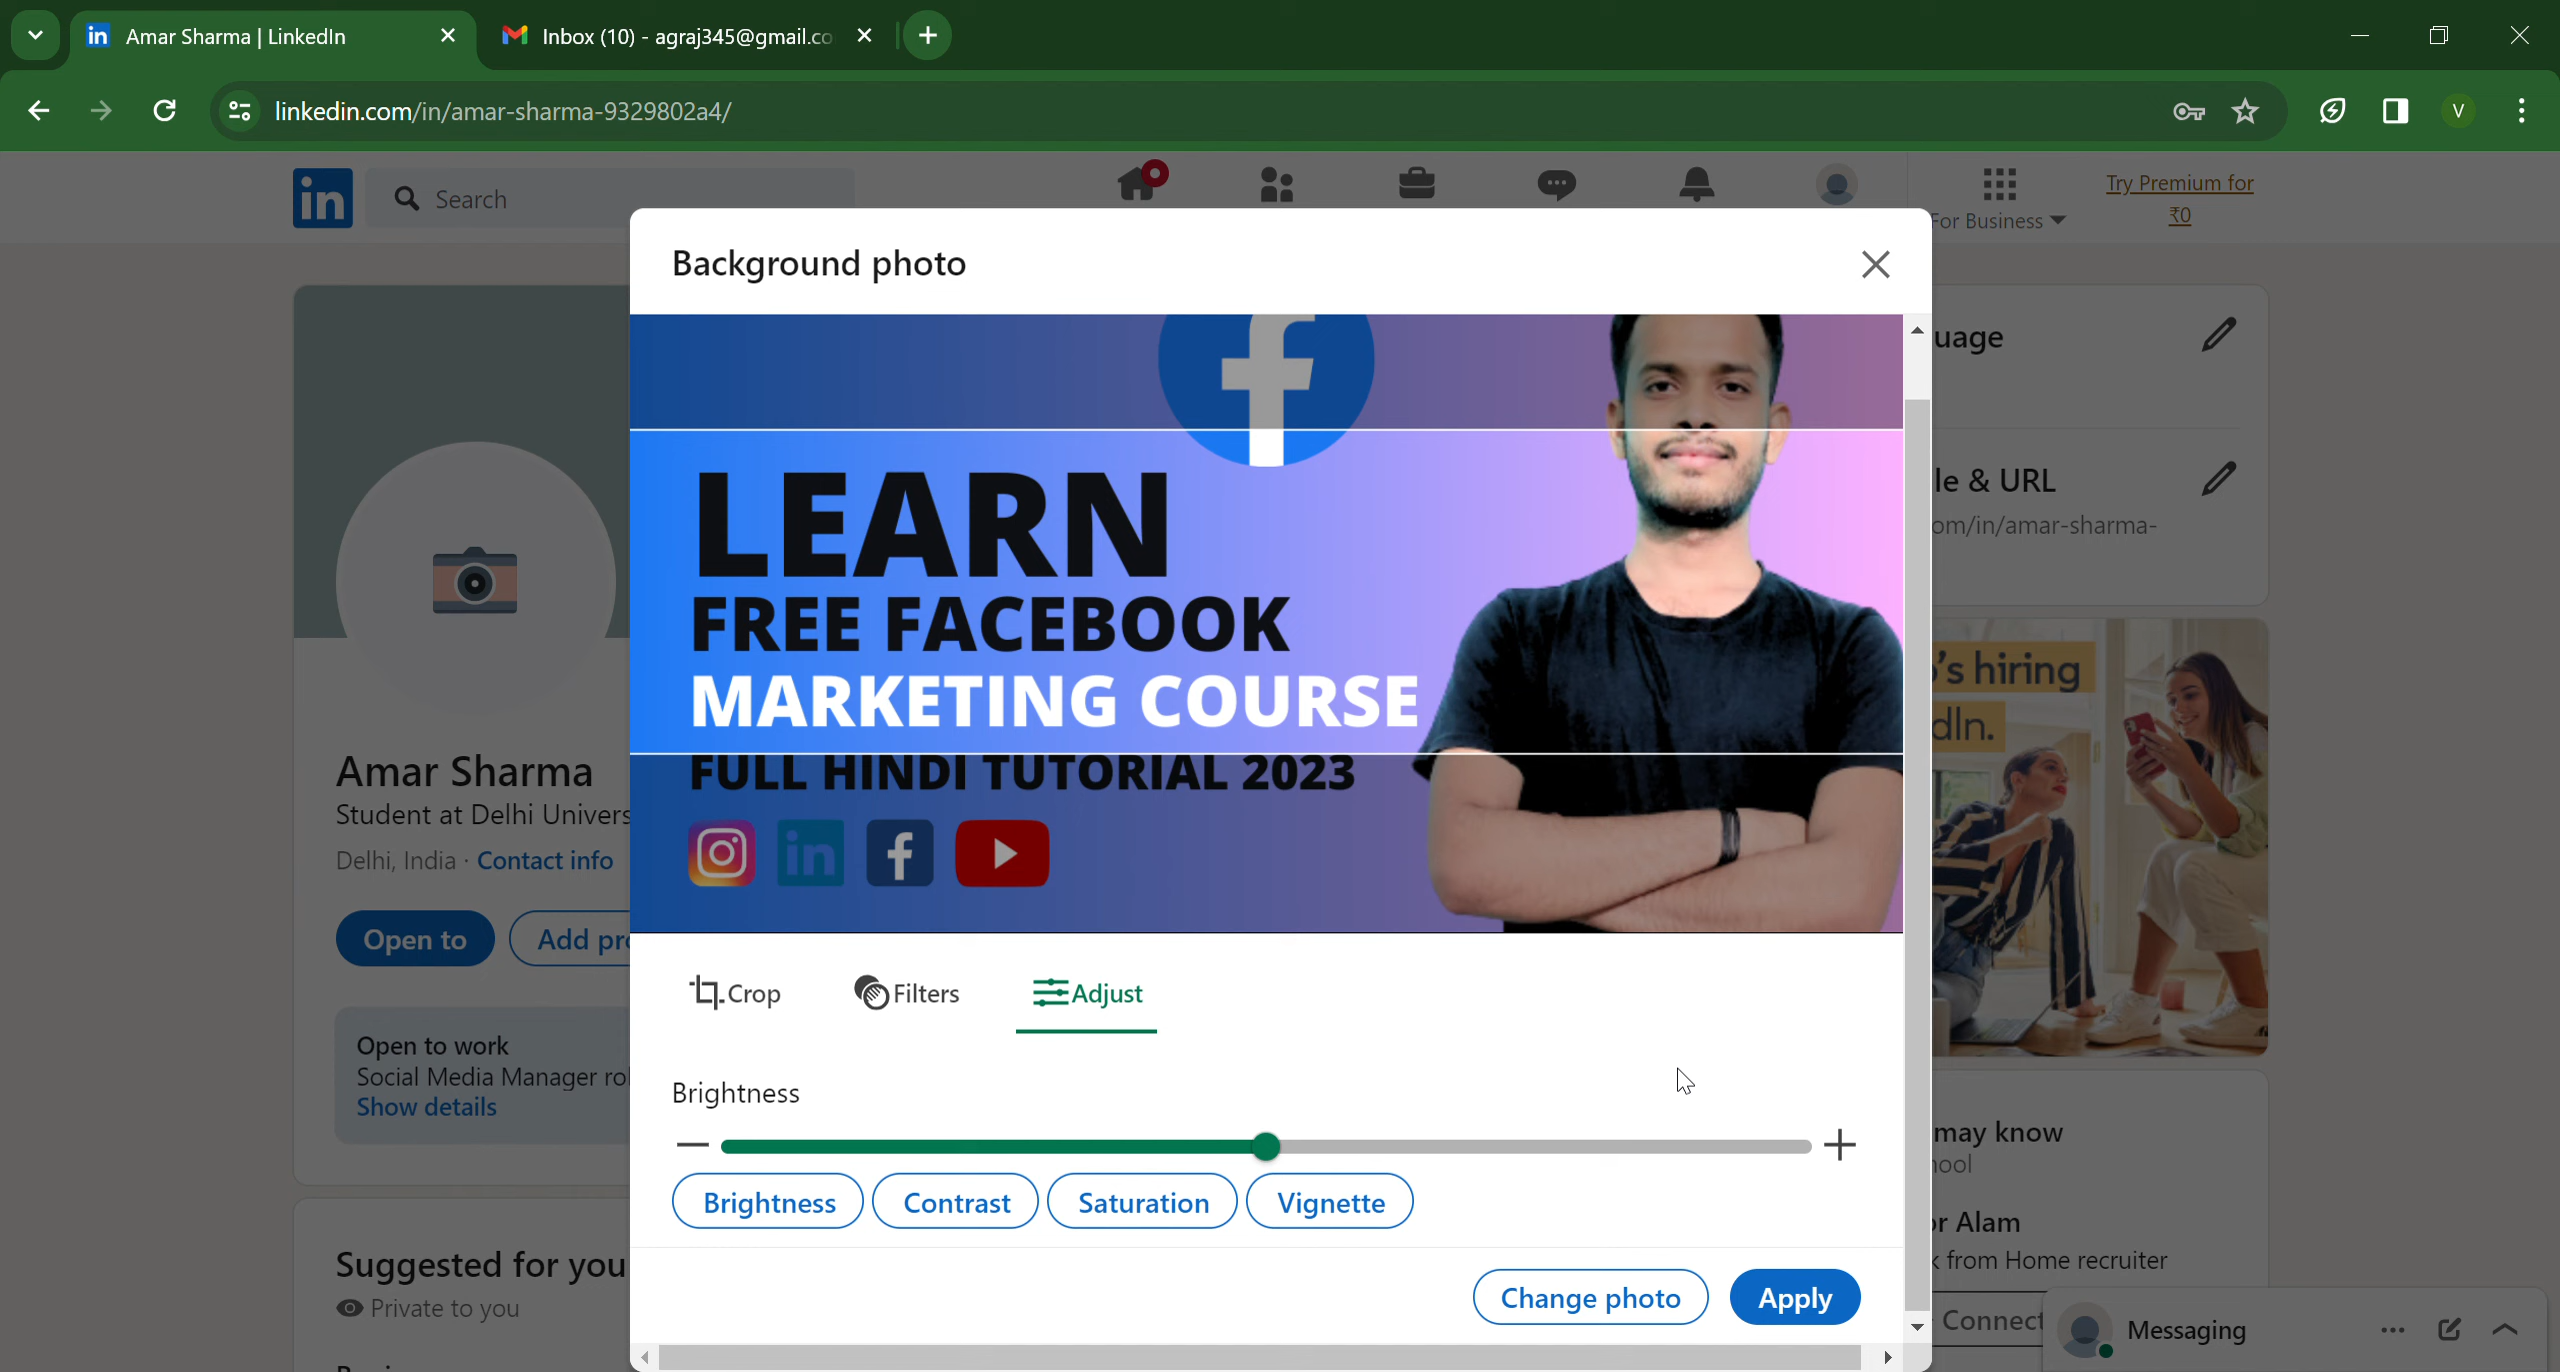 Amar Sharma | LinkedIn
Inbox (10) - agraj345@gmail.co
linkedin.com/in/amar-sharma-9329802a4/
V
in
Search
For Business
Try Premium for
₹0
Background photo
LEARN
FREE FACEBOOK
MARKETING COURSE
FULL HINDI TUTORIAL 2023
Crop
Filters
Adjust
Brightness
Brightness
Contrast
Saturation
Vignette
Change photo
Apply
Amar Sharma
Student at Delhi Univers
Delhi, India · Contact info
Open to
Add pro
Open to work
Social Media Manager rol
Show details
Suggested for you
Private to you
uage
le & URL
om/in/amar-sharma-
's hiring
dIn.
may know
ool
or Alam
k from Home recruiter
Connect
Messaging